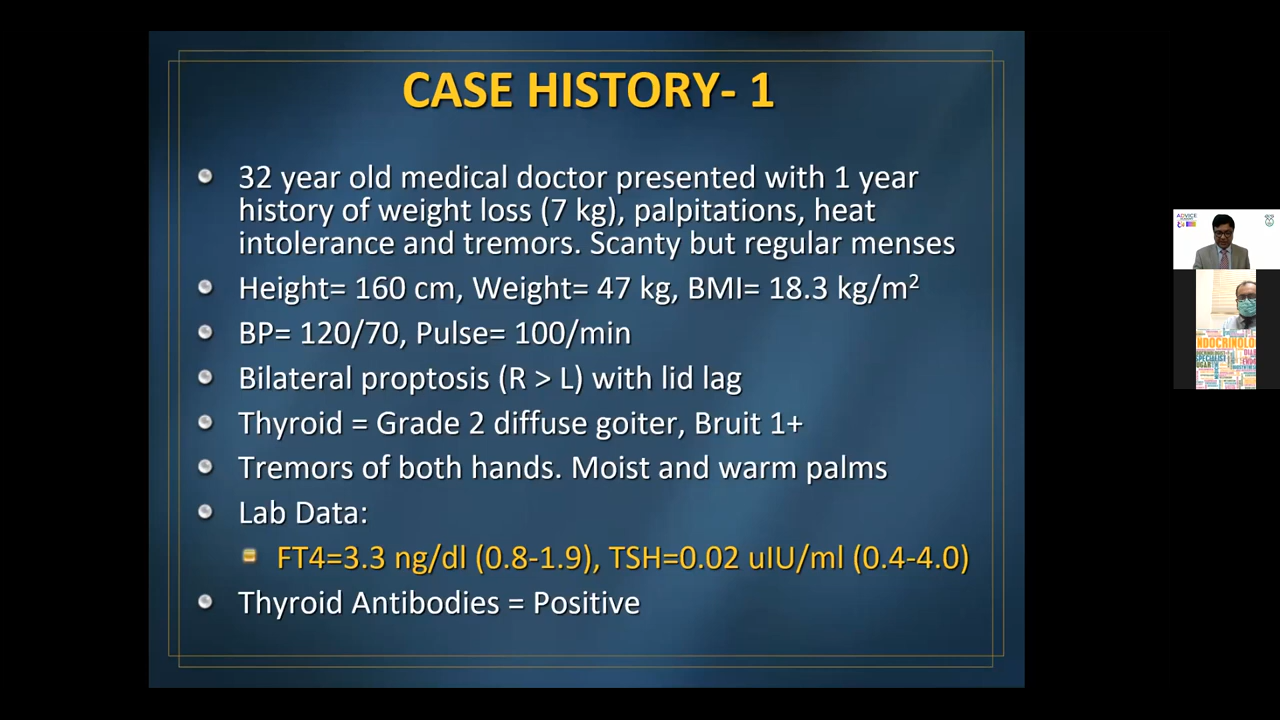 CASE HISTORY- 1
32 year old medical doctor presented with 1 year
history of weight loss (7 kg), palpitations, heat
intolerance and tremors. Scanty but regular menses
Height= 160 cm, Weight= 47 kg, BMI= 18.3 kg/m²
BP= 120/70, Pulse= 100/min
Bilateral proptosis (R > L) with lid lag
Thyroid = Grade 2 diffuse goiter, Bruit 1+
Tremors of both hands. Moist and warm palms
Lab Data:
FT4=3.3 ng/dl (0.8-1.9), TSH=0.02 uIU/ml (0.4-4.0)
Thyroid Antibodies = Positive
ADVICE
SPECIALIST